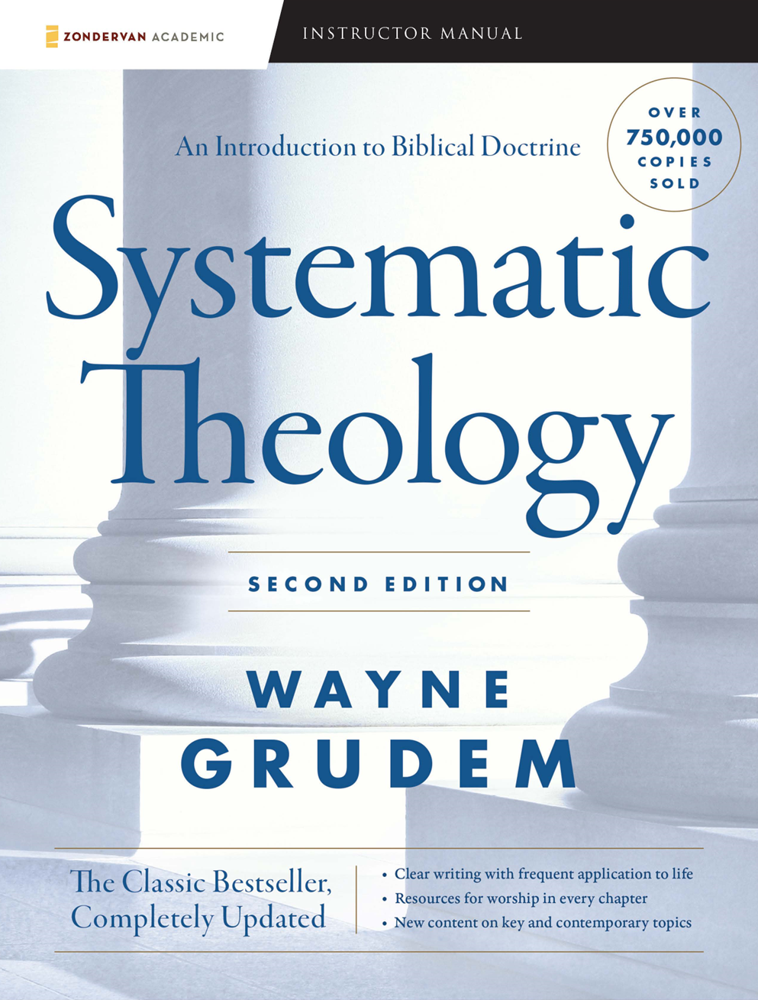 ZONDERVAN ACADEMIC
INSTRUCTOR MANUAL
OVER
750,000
COPIES
SOLD
An Introduction to Biblical Doctrine
Systematic
Theology
SECOND EDITION
WAYNE
GRUDEM
The Classic Bestseller,
Completely Updated
• Clear writing with frequent application to life
• Resources for worship in every chapter
• New content on key and contemporary topics